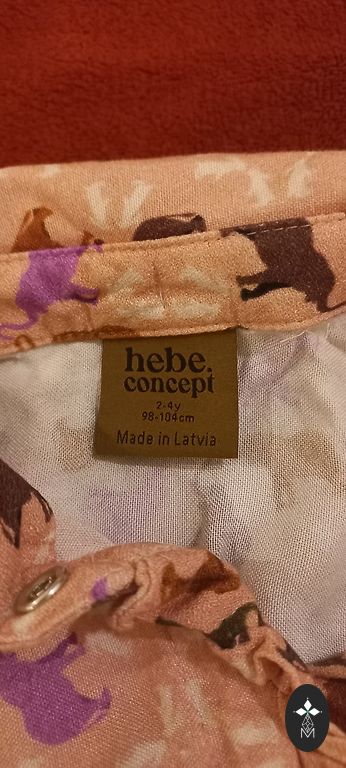 hebe.
concept
2-4y
98-104cm
Made in Latvia
M